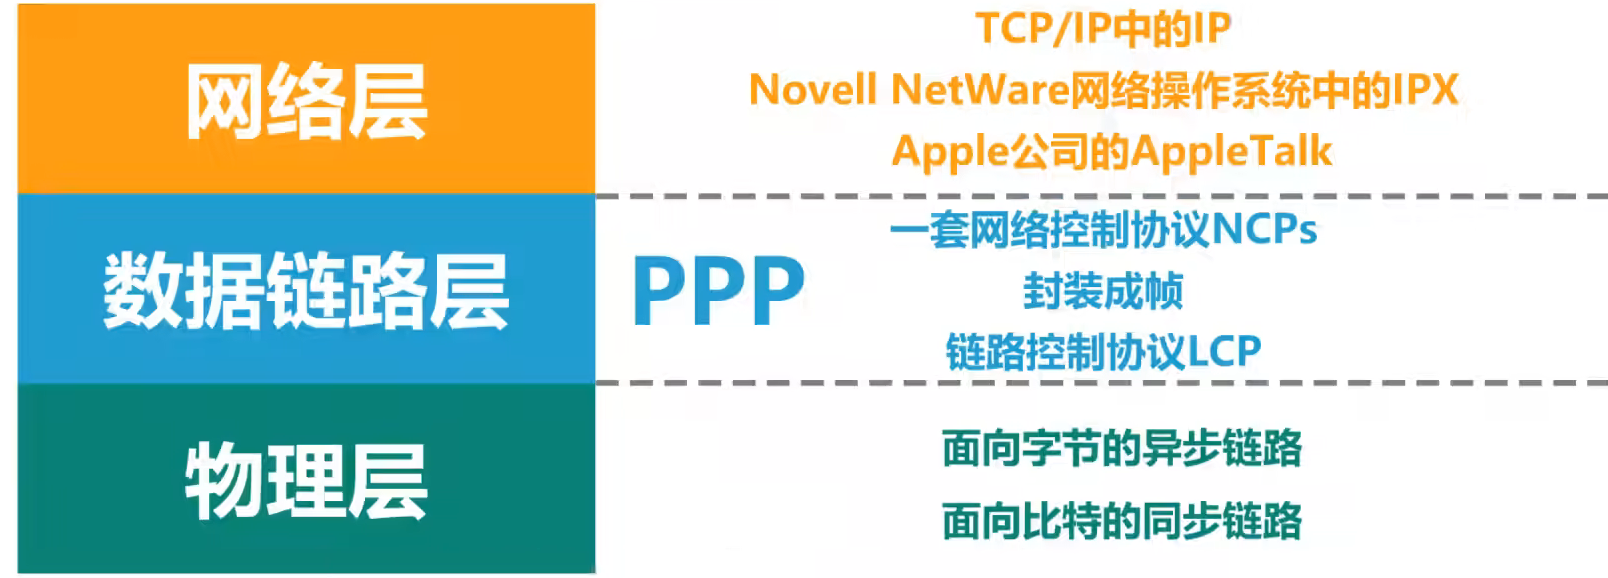 网络层
TCP/IP中的IP
Novell NetWare网络操作系统中的IPX
Apple公司的AppleTalk
数据链路层
PPP
一套网络控制协议NCPs
封装成帧
链路控制协议LCP
物理层
面向字节的异步链路
面向比特的同步链路